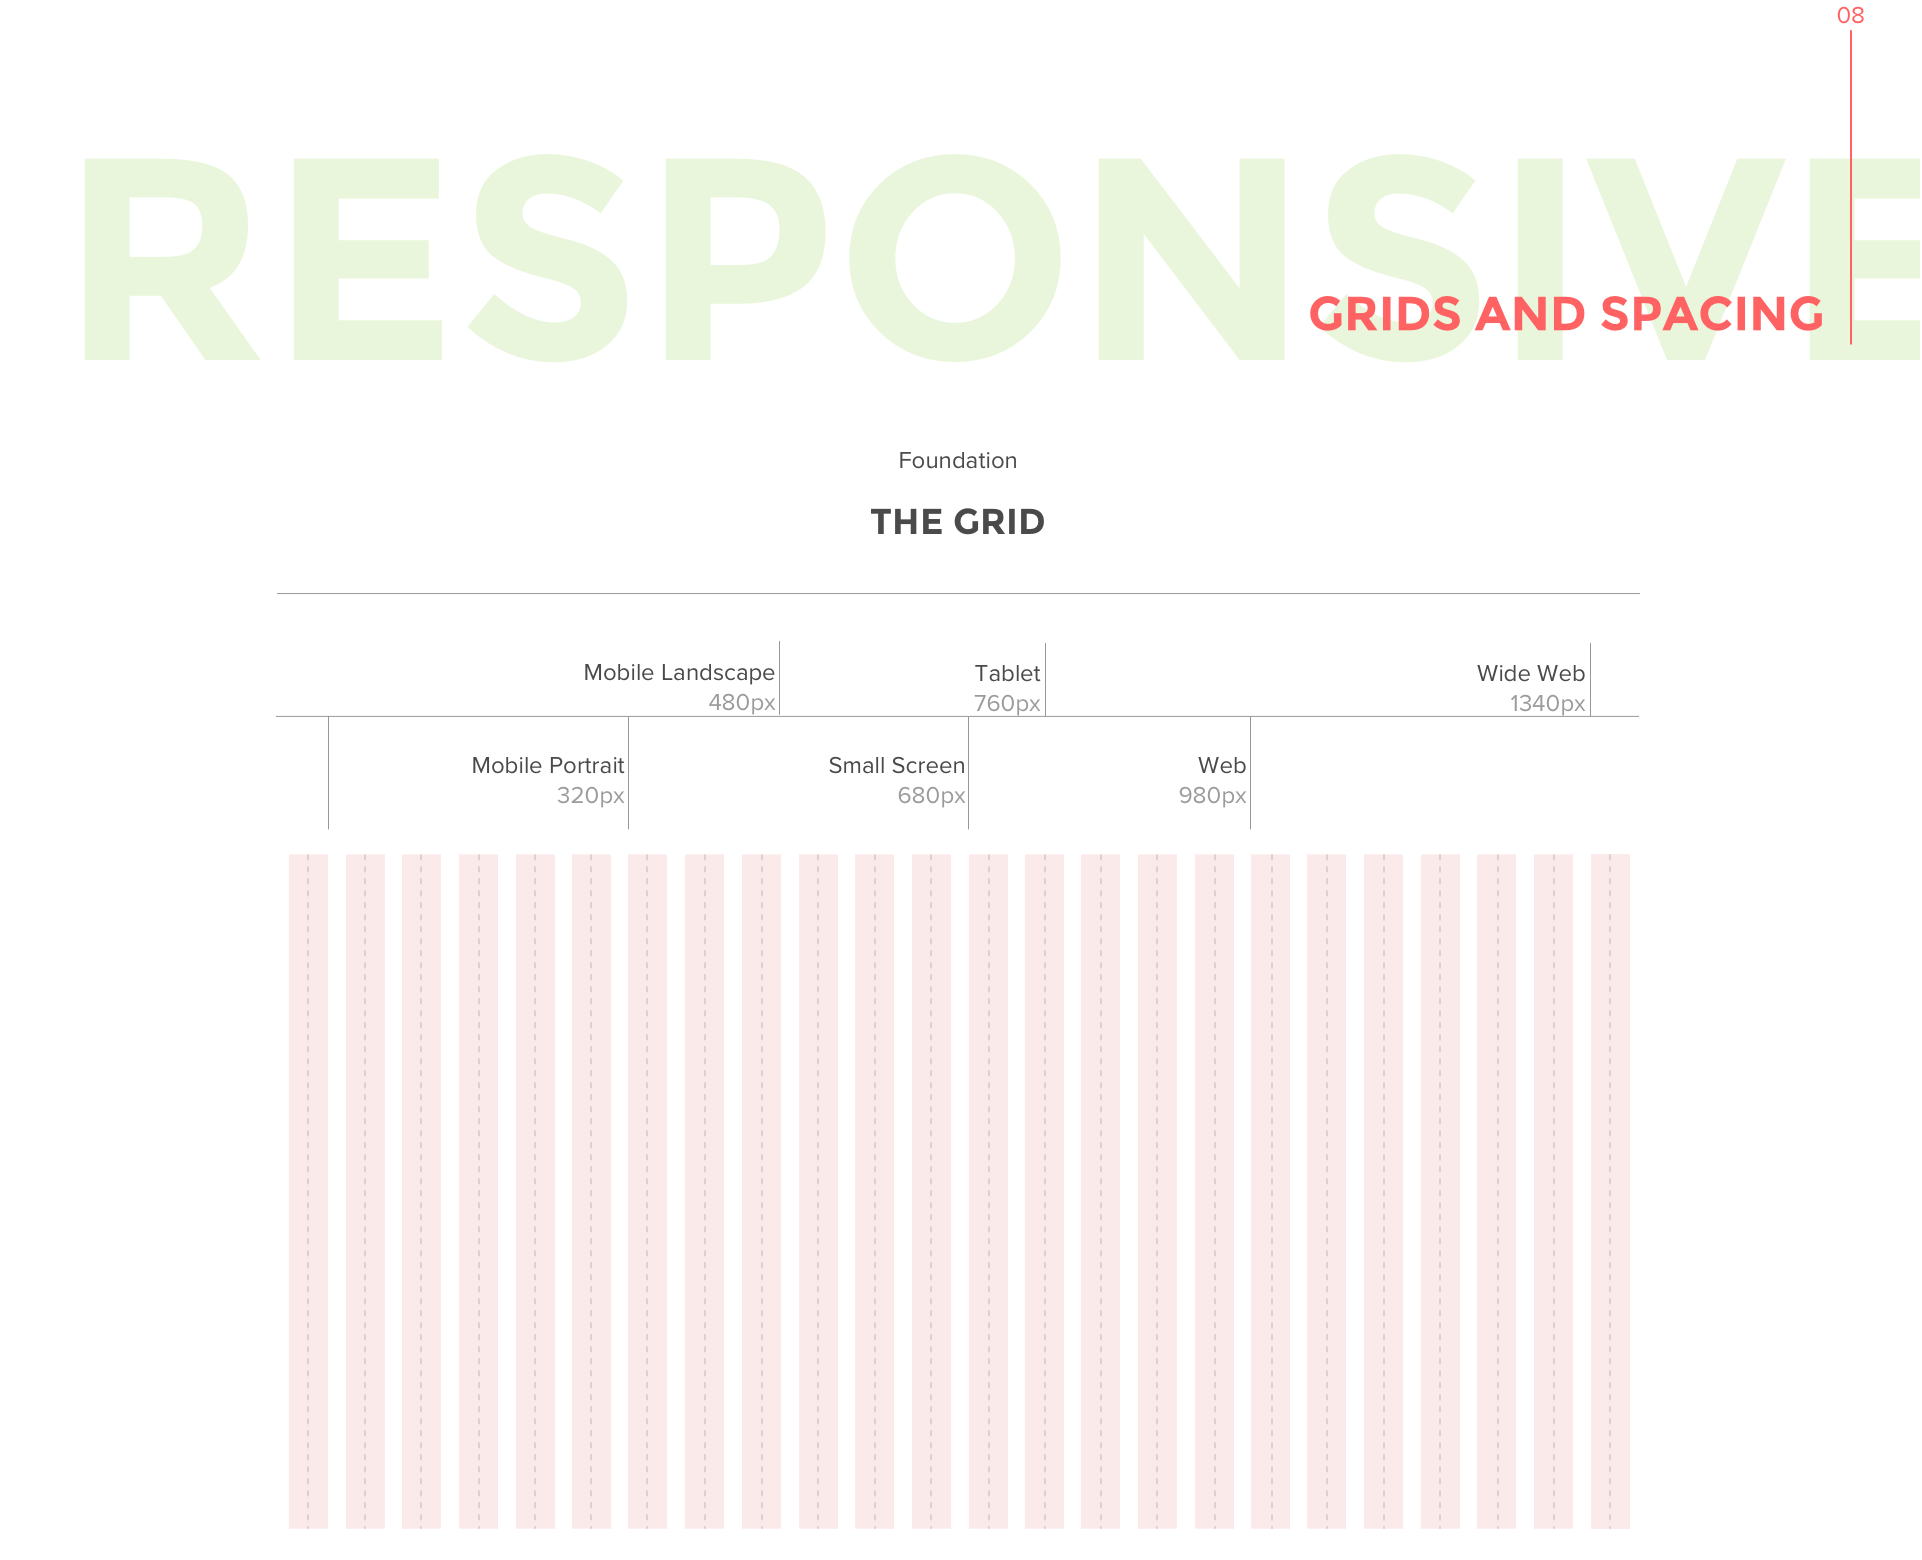 08
RESPONSIVE
GRIDS AND SPACING
Foundation
THE GRID
Mobile Landscape
480px
Tablet
760px
Wide Web
1340px
Mobile Portrait
320px
Small Screen
680px
Web
980px